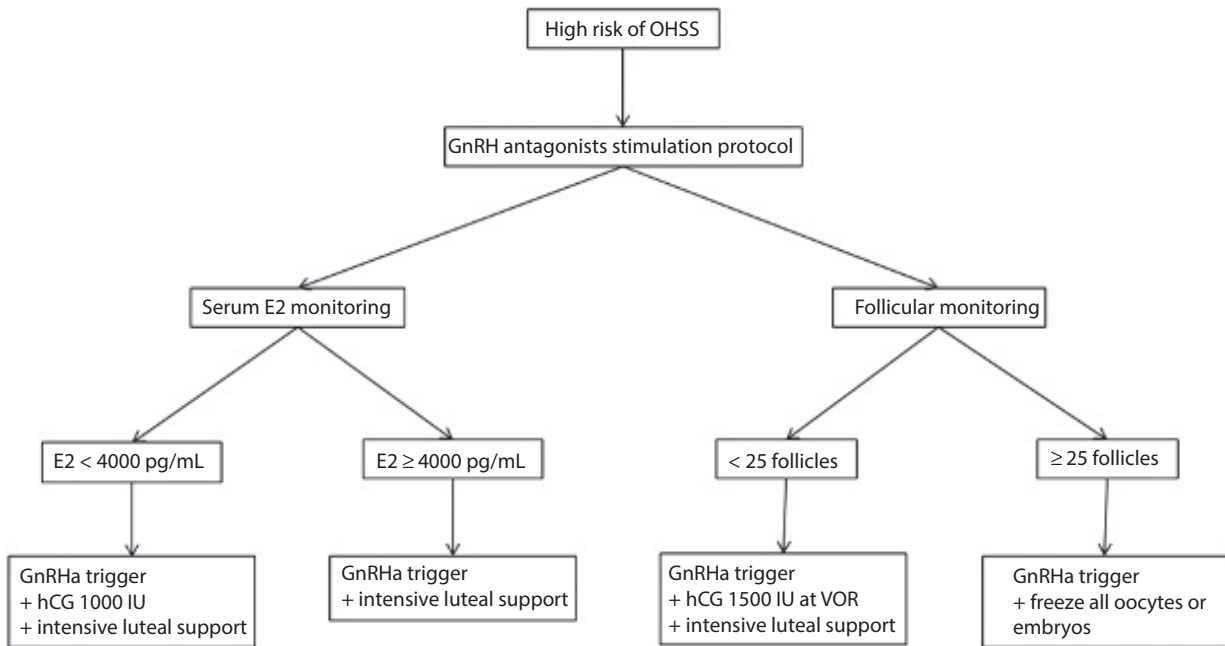 High risk of OHSS
GnRH antagonists stimulation protocol
Serum E2 monitoring
Follicular monitoring
E2 < 4000 pg/mL
E2 ≥ 4000 pg/mL
< 25 follicles
≥ 25 follicles
GnRHa trigger
+ hCG 1000 IU
+ intensive luteal support
GnRHa trigger
+ intensive luteal support
GnRHa trigger
+ hCG 1500 IU at VOR
+ intensive luteal support
GnRHa trigger
+ freeze all oocytes or
embryos